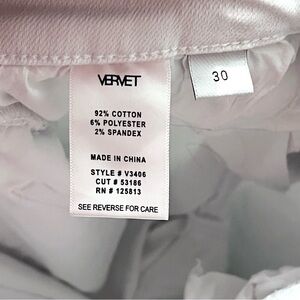 VERVET
30
92% COTTON
6% POLYESTER
2% SPANDEX
MADE IN CHINA
STYLE # V3406
CUT # 53186
RN # 125813
SEE REVERSE FOR CARE